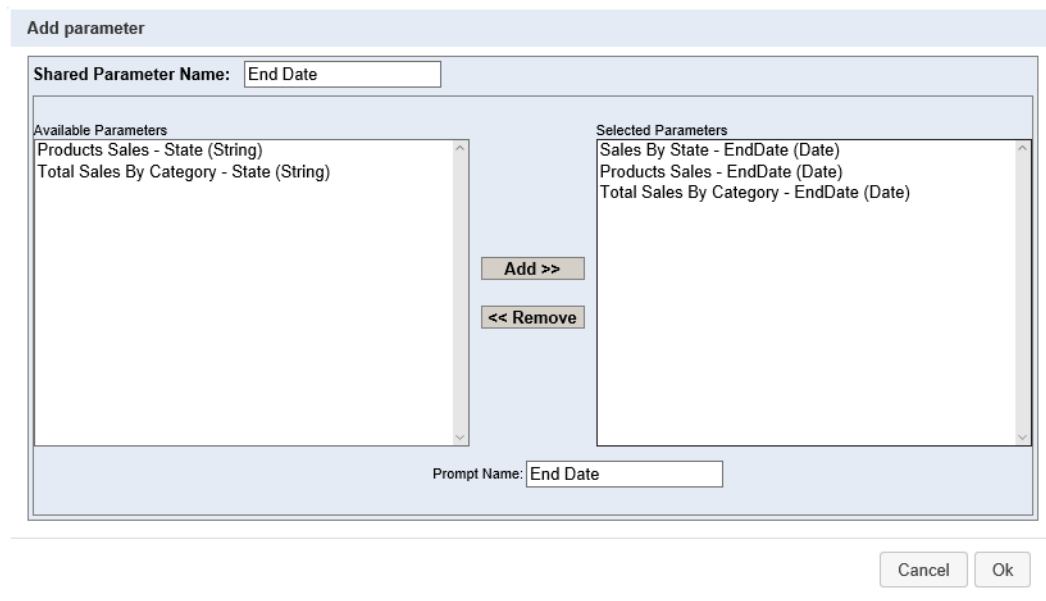 Add parameter
Shared Parameter Name: End Date
Available Parameters
Products Sales - State (String)
Total Sales By Category - State (String)
Add >>
<< Remove
Selected Parameters
Sales By State - EndDate (Date)
Products Sales - EndDate (Date)
Total Sales By Category - EndDate (Date)
Prompt Name: End Date
Cancel Ok